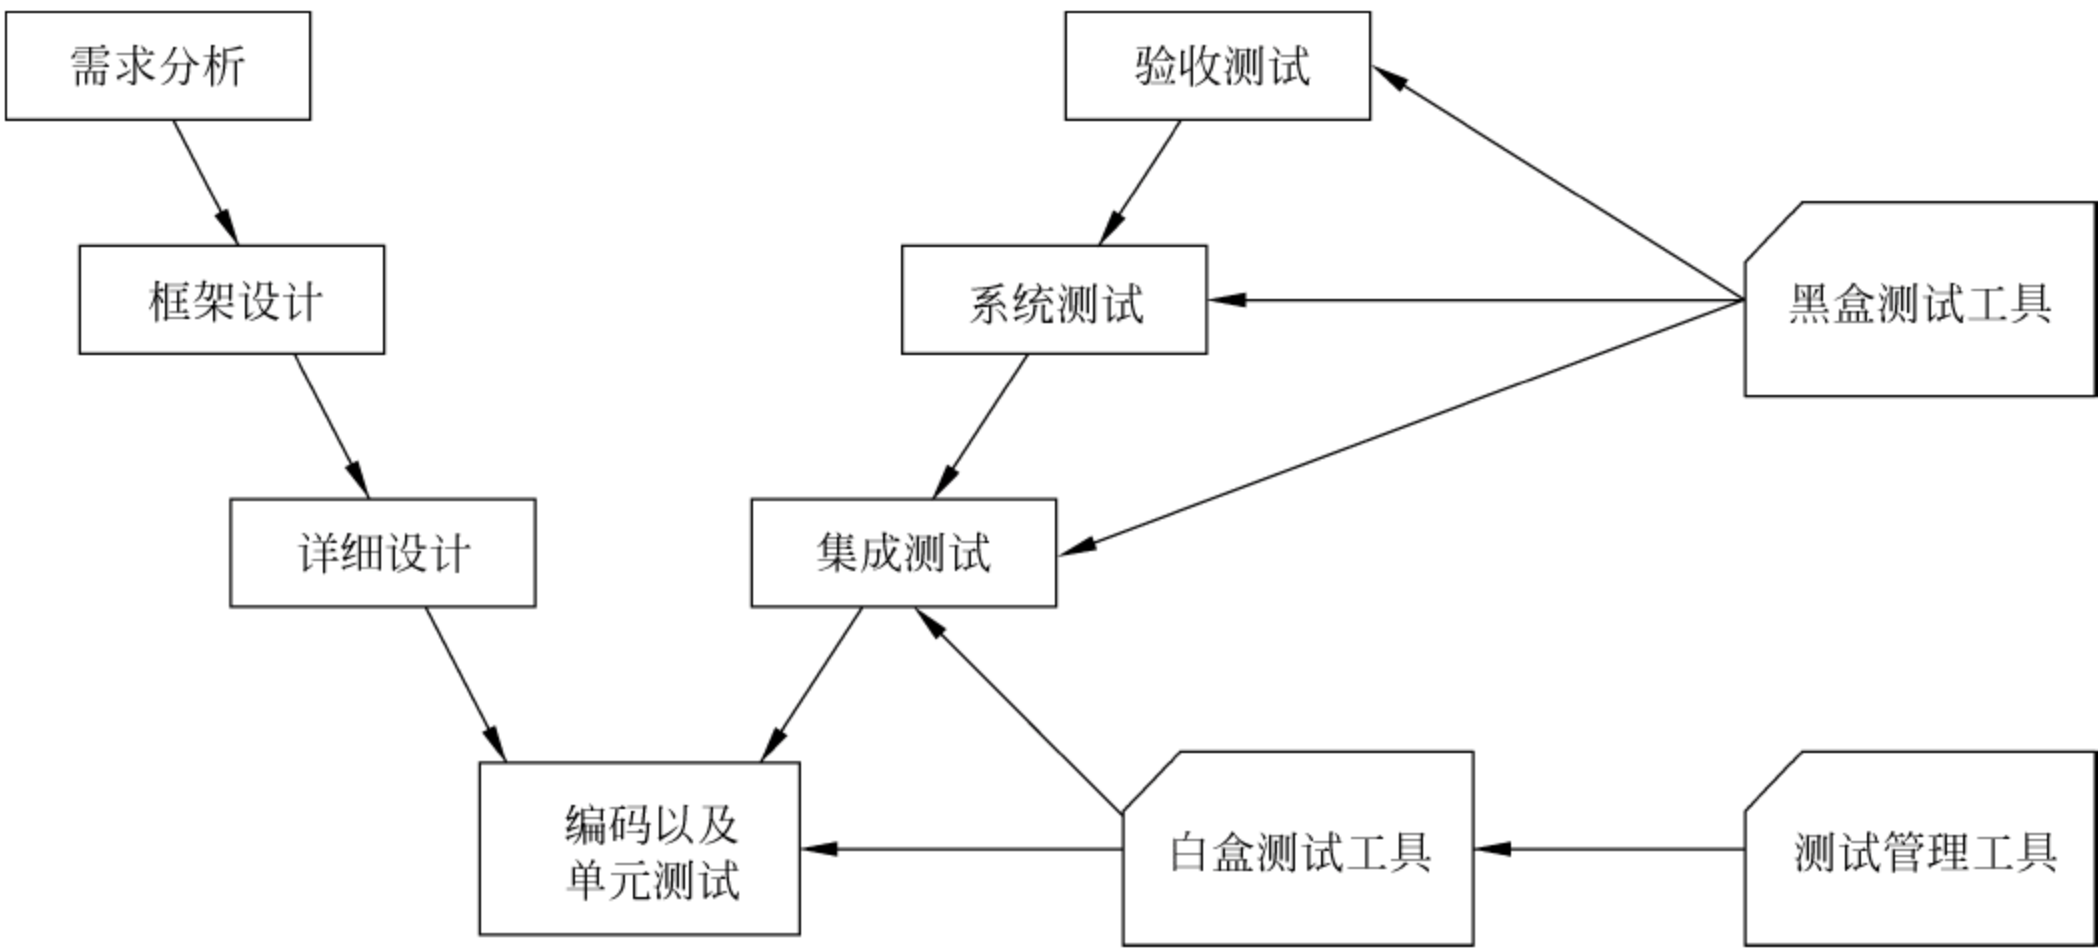 需求分析
验收测试
框架设计
系统测试
黑盒测试工具
详细设计
集成测试
编码以及
单元测试
白盒测试工具
测试管理工具